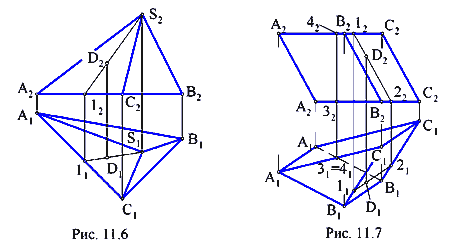 S₂
D₂
A₂ 1₂ C₂ B₂
A₁
S₁ B₁
1₁ D₁
C₁
Рис. 11.6
A₂ 4₂ B₂ 1₂ C₂
D₂
A₂ 3₂ B₂ 2₂ C₂
C₁
A₁ C₁
A₁ 3₁=4₁ 2₁
1₁ B₁
B₁ D₁
Рис. 11.7